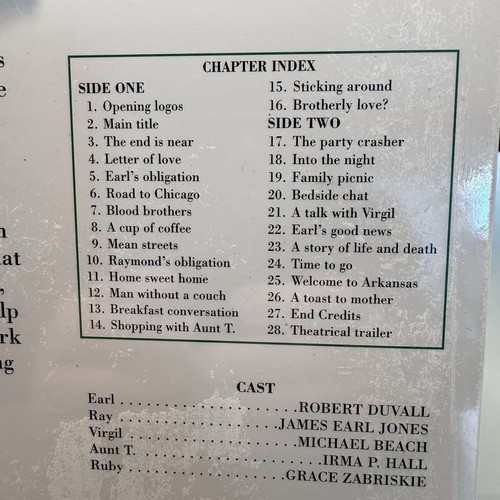 s
e
n
at
,
lp
rk
ng
CHAPTER INDEX
SIDE ONE
1. Opening logos
2. Main title
3. The end is near
4. Letter of love
5. Earl's obligation
6. Road to Chicago
7. Blood brothers
8. A cup of coffee
9. Mean streets
10. Raymond's obligation
11. Home sweet home
12. Man without a couch
13. Breakfast conversation
14. Shopping with Aunt T.
15. Sticking around
16. Brotherly love?
SIDE TWO
17. The party crasher
18. Into the night
19. Family picnic
20. Bedside chat
21. A talk with Virgil
22. Earl's good news
23. A story of life and death
24. Time to go
25. Welcome to Arkansas
26. A toast to mother
27. End Credits
28. Theatrical trailer
CAST
Earl . . . . . . . . . . . . . . . . . . . . . .ROBERT DUVALL
Ray . . . . . . . . . . . . . . . . . . .JAMES EARL JONES
Virgil . . . . . . . . . . . . . . . . . . . . .MICHAEL BEACH
Aunt T. . . . . . . . . . . . . . . . . . . . . . .IRMA P. HALL
Ruby . . . . . . . . . . . . . . . . . . . .GRACE ZABRISKIE